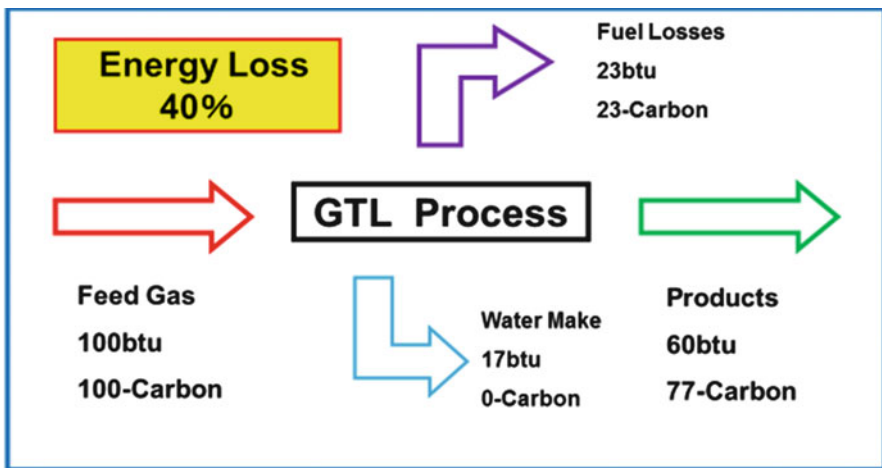 Energy Loss
40%
Fuel Losses
23btu
23-Carbon
GTL Process
Feed Gas
100btu
100-Carbon
Water Make
17btu
0-Carbon
Products
60btu
77-Carbon